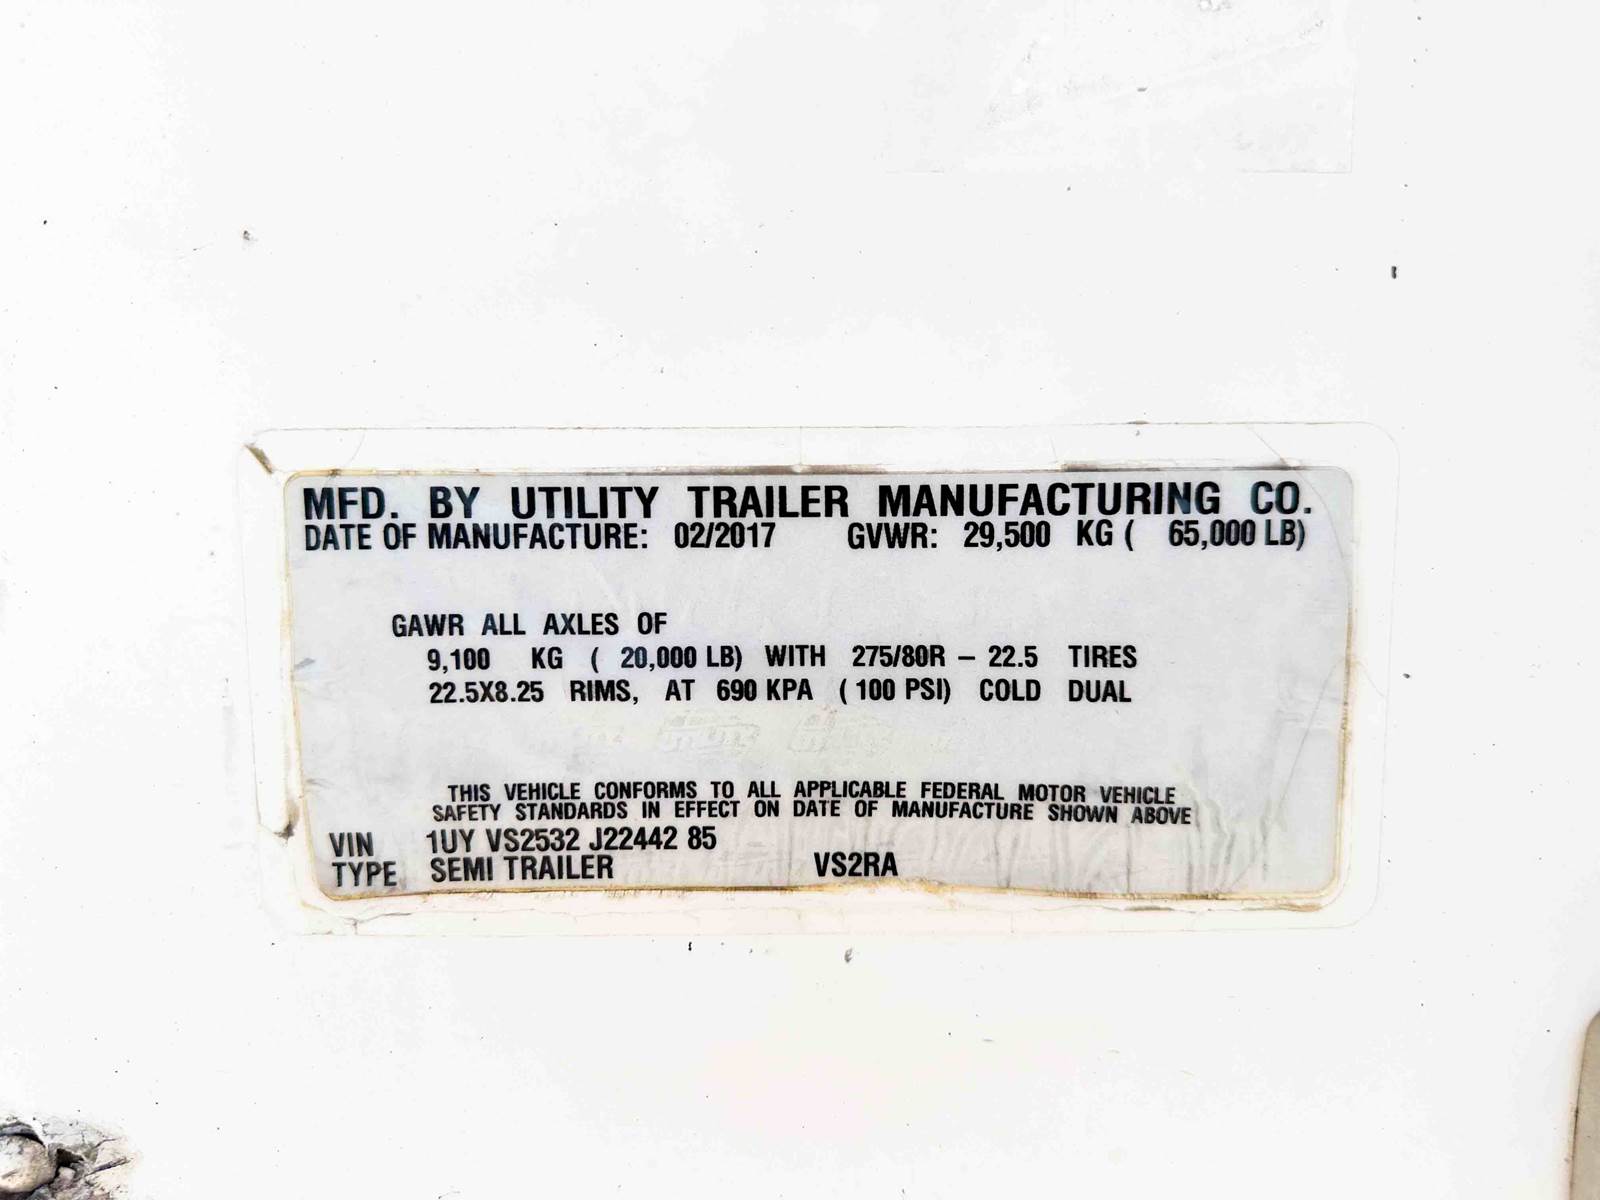 MFD. BY UTILITY TRAILER MANUFACTURING CO.
DATE OF MANUFACTURE: 02/2017 GVWR: 29,500 KG ( 65,000 LB)
GAWR ALL AXLES OF
9,100 KG ( 20,000 LB) WITH 275/80R – 22.5 TIRES
22.5X8.25 RIMS, AT 690 KPA ( 100 PSI) COLD DUAL
THIS VEHICLE CONFORMS TO ALL APPLICABLE FEDERAL MOTOR VEHICLE
SAFETY STANDARDS IN EFFECT ON DATE OF MANUFACTURE SHOWN ABOVE
VIN 1UY VS2532 J22442 85
TYPE SEMI TRAILER VS2RA